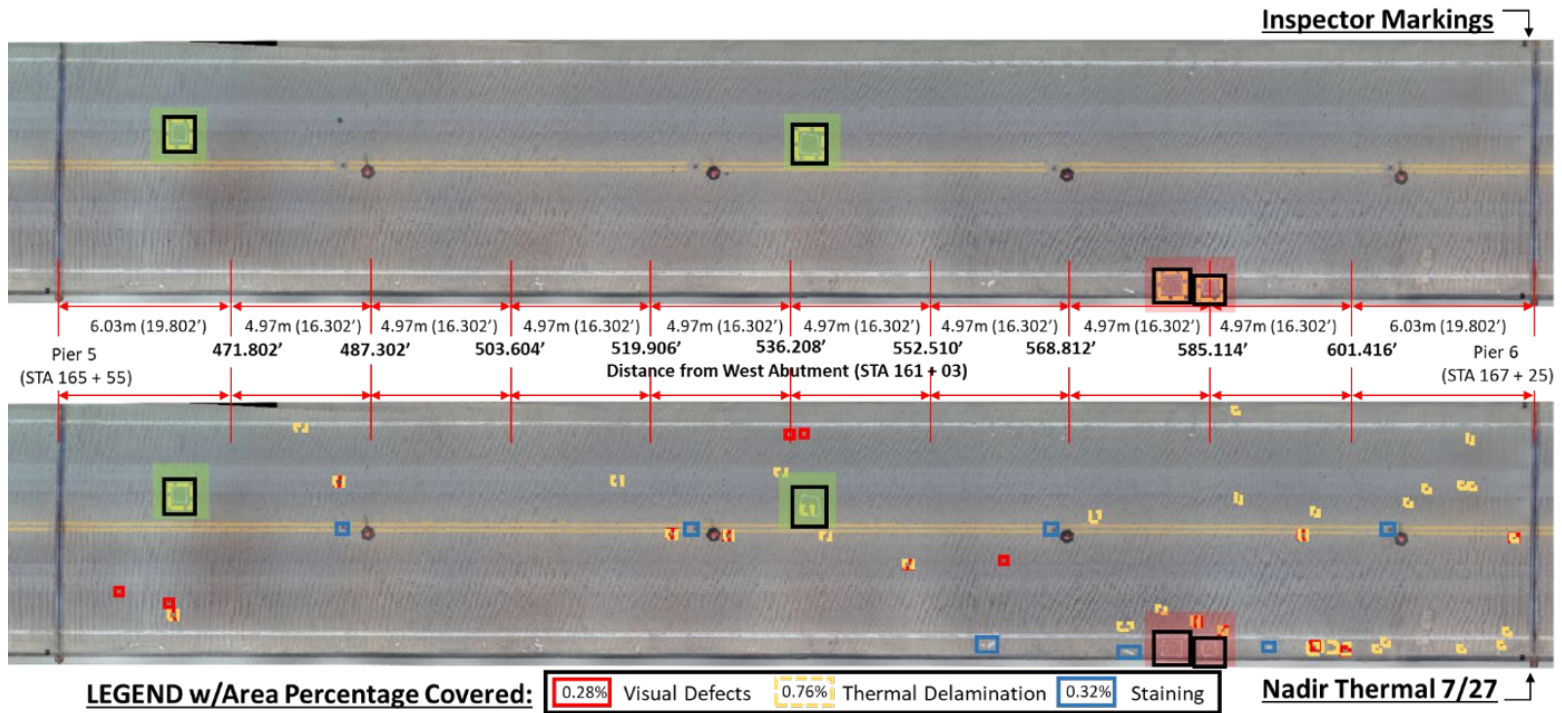 Inspector Markings
6.03m (19.802’) 4.97m (16.302’) 4.97m (16.302’) 4.97m (16.302’) 4.97m (16.302’) 4.97m (16.302’) 4.97m (16.302’) 4.97m (16.302’) 4.97m (16.302’) 6.03m (19.802’)
Pier 5
(STA 165 + 55)
471.802’ 487.302’ 503.604’ 519.906’ 536.208’ 552.510’ 568.812’ 585.114’ 601.416’
Pier 6
(STA 167 + 25)
Distance from West Abutment (STA 161 + 03)
LEGEND w/Area Percentage Covered: 0.28% Visual Defects 0.76% Thermal Delamination 0.32% Staining
Nadir Thermal 7/27